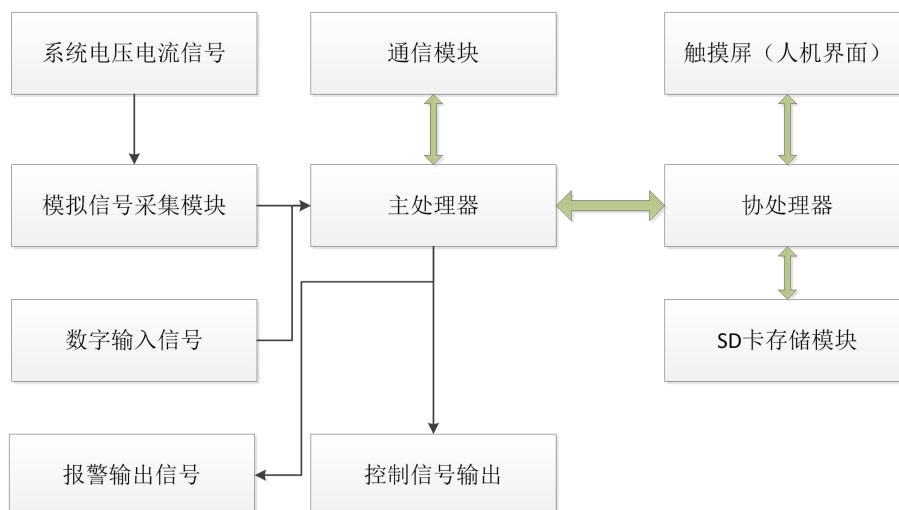 系统电压电流信号
通信模块
触摸屏（人机界面）
模拟信号采集模块
主处理器
协处理器
数字输入信号
SD卡存储模块
报警输出信号
控制信号输出